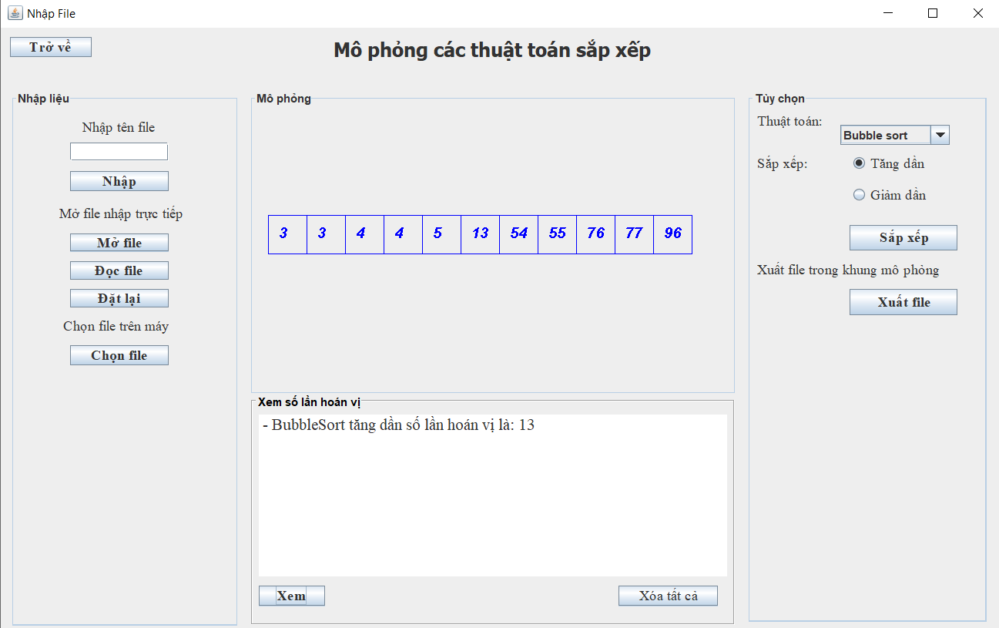 Nhập File
Trở về
Mô phỏng các thuật toán sắp xếp
Nhập liệu
Nhập tên file
Nhập
Mở file nhập trực tiếp
Mở file
Đọc file
Đặt lại
Chọn file trên máy
Chọn file
Mô phỏng
3 3 4 4 5 13 54 55 76 77 96
Xem số lần hoán vị
- BubbleSort tăng dần số lần hoán vị là: 13
Xem
Xóa tất cả
Tùy chọn
Thuật toán:
Bubble sort
Sắp xếp:
Tăng dần
Giảm dần
Sắp xếp
Xuất file trong khung mô phỏng
Xuất file